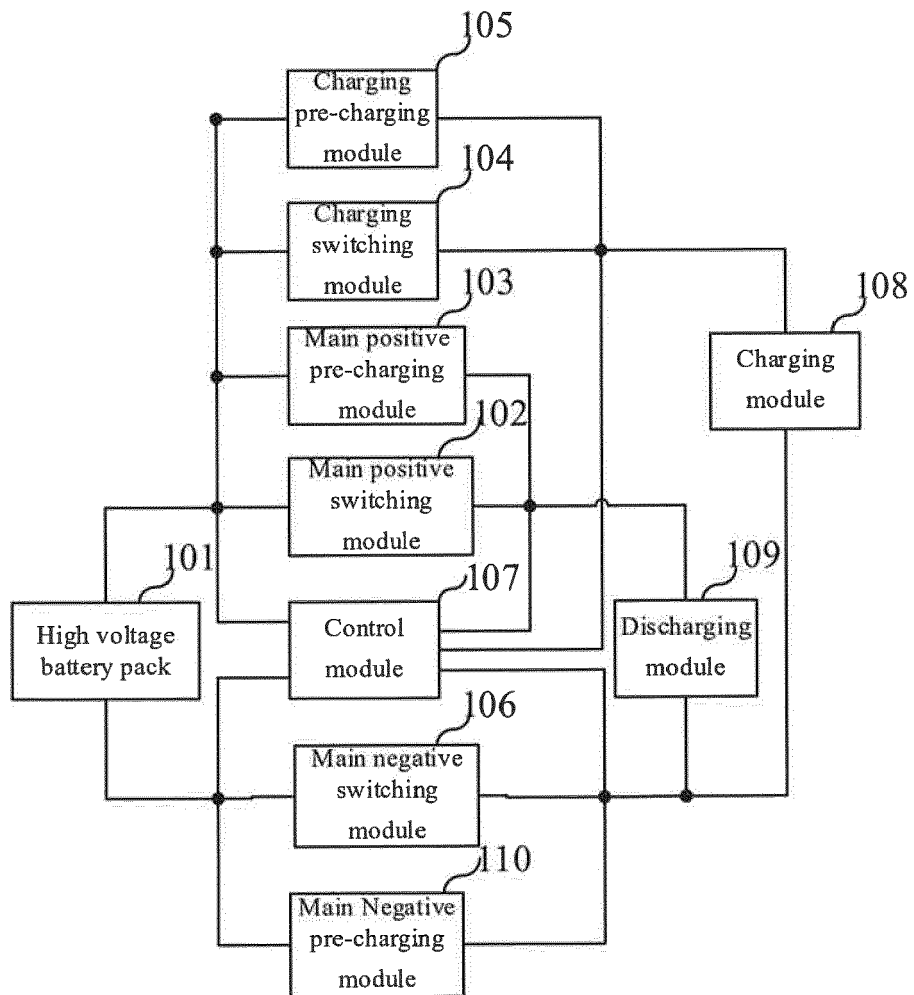 105
Charging
pre-charging
module
104
Charging
switching
module
103
Main positive
pre-charging
module
108
Charging
module
102
Main positive
switching
module
101
High voltage
battery pack
107
Control
module
109
Discharging
module
106
Main negative
switching
module
110
Main Negative
pre-charging
module